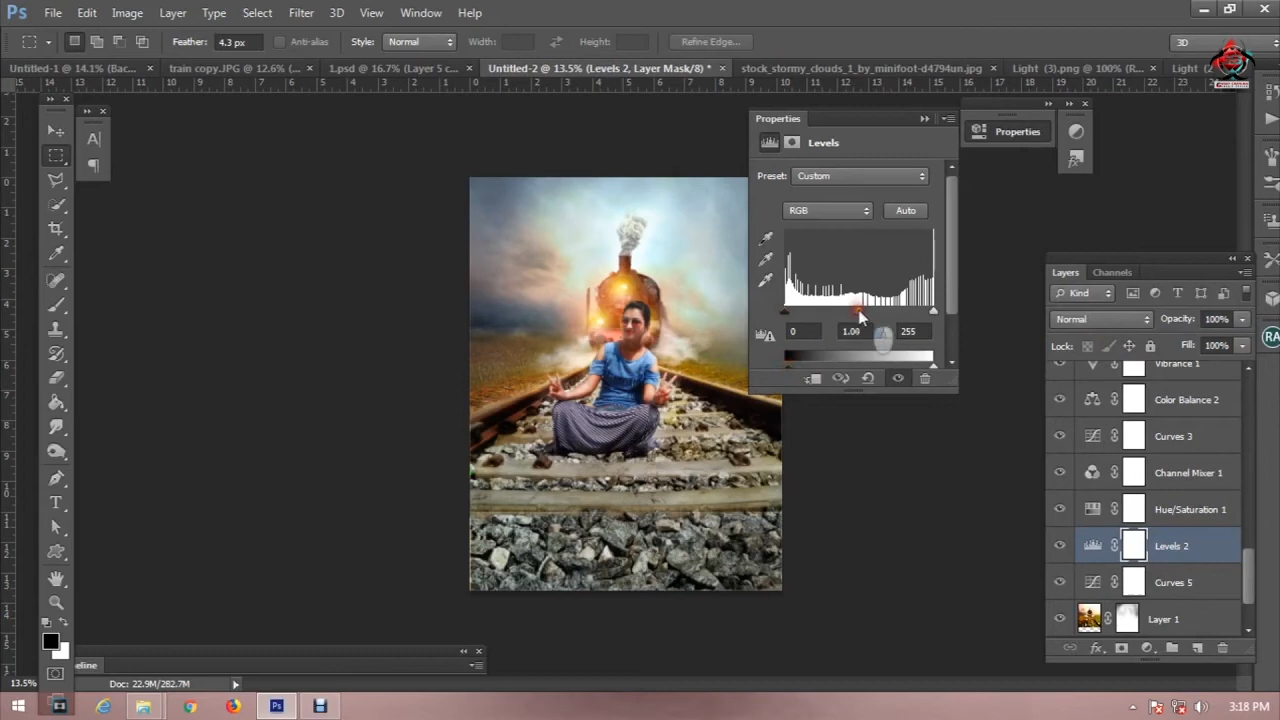 Ps File Edit Image Layer Type Select Filter 3D View Window Help
Feather: 4.3 px Anti-alias Style: Normal Width: Height: Refine Edge... 3D
Untitled-1 @ 14.1% (Bac... × train copy.JPG @ 12.6% (... × 1.psd @ 16.7% (Layer 5 c... × Untitled-2 @ 13.5% (Levels 2, Layer Mask/8) * × stock_stormy_clouds_1_by_minifoot-d4794un.jpg × Light (3).png @ 100% (R... × Light (2
Properties
Properties
Levels
Preset: Custom
RGB Auto
0 1.00 255
Layers Channels
Kind
Normal Opacity: 100%
Lock: Fill: 100%
Vibrance 1
Color Balance 2
Curves 3
Channel Mixer 1
Hue/Saturation 1
Levels 2
Curves 5
Layer 1
eline
13.5% Doc: 22.9M/282.7M
3:18 PM